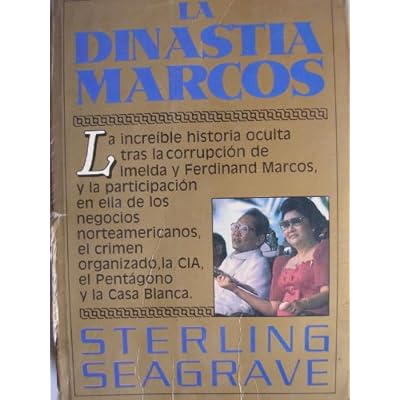 LA
DINASTIA
MARCOS
La increíble historia oculta
tras la corrupción de
Imelda y Ferdinand Marcos,
y la participación
en ella de los
negocios
norteamericanos,
el crimen
organizado, la CIA,
el Pentágono
y la Casa Blanca.
STERLING
SEAGRAVE